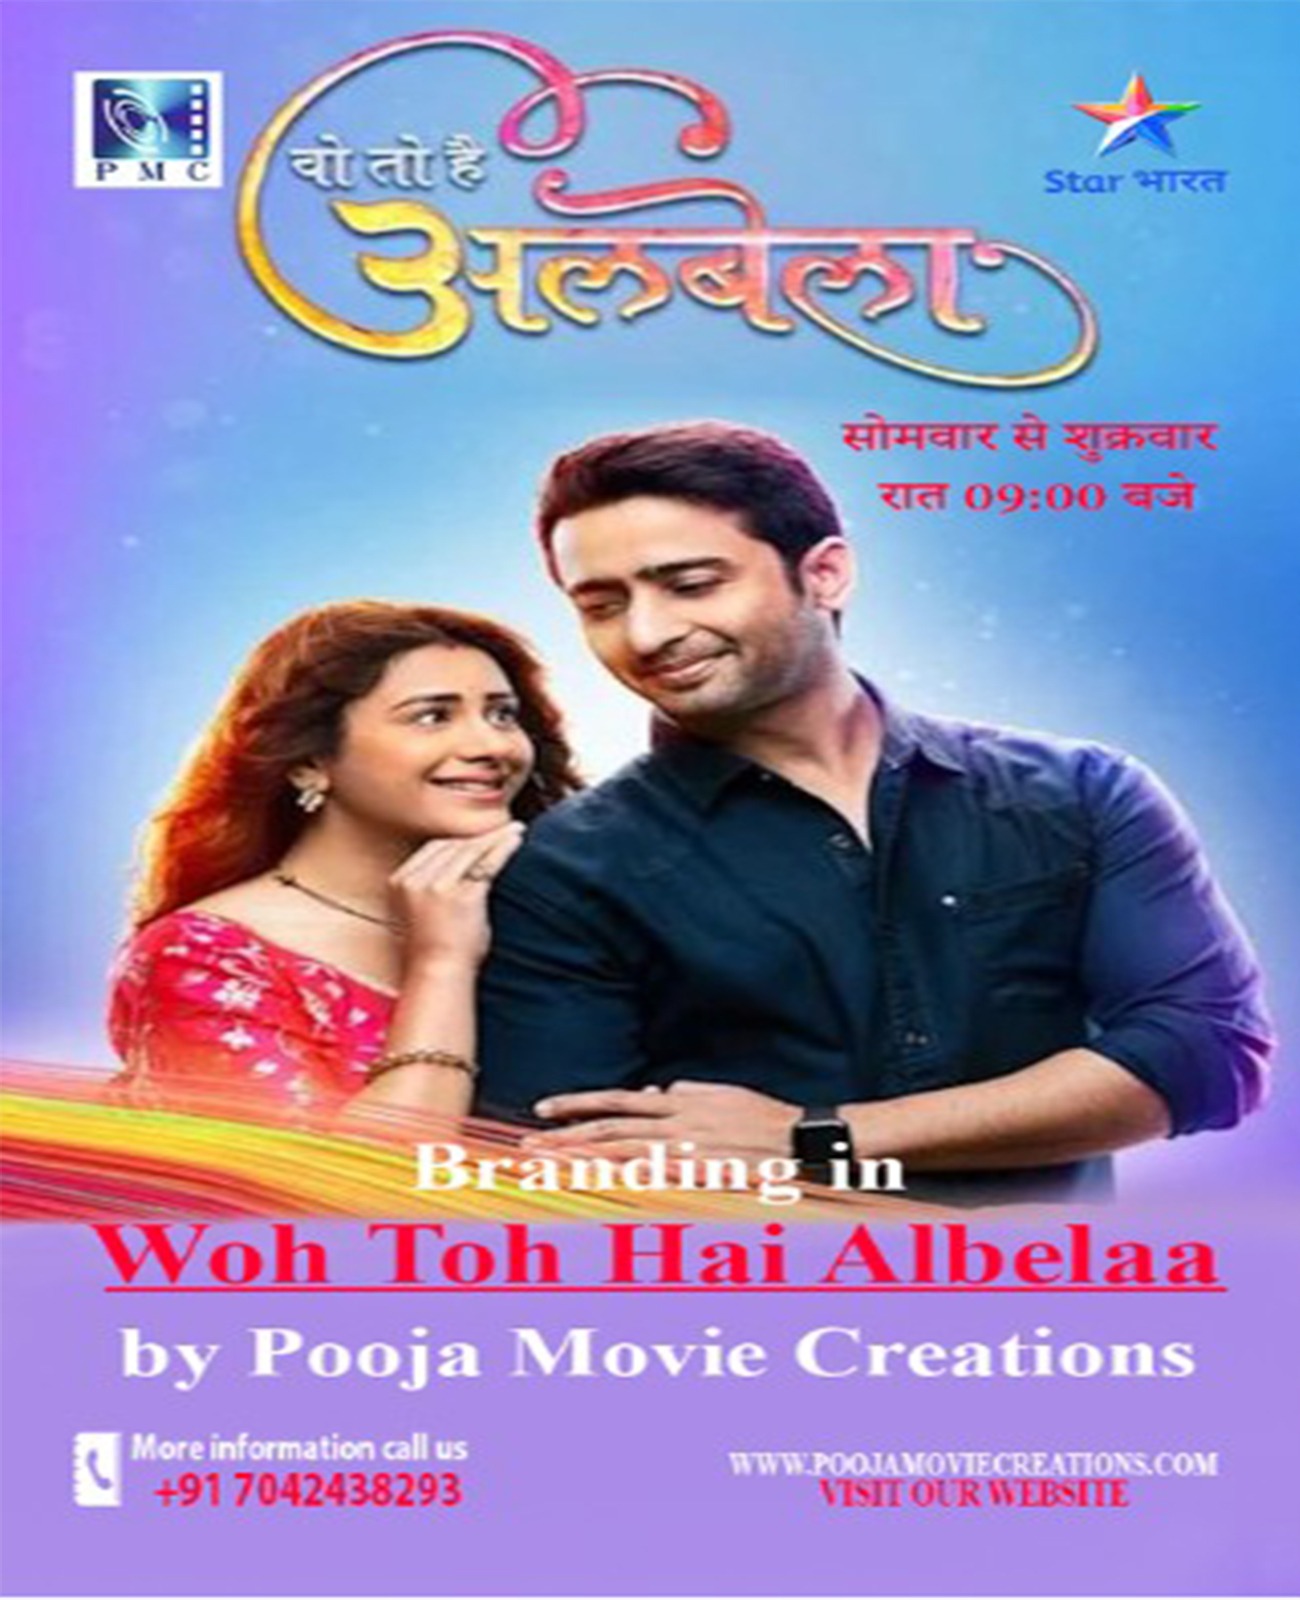 P M C
वो तो है
अलबेला
Star भारत
सोमवार से शुक्रवार
रात 09:00 बजे
Branding in
Woh Toh Hai Albelaa
by Pooja Movie Creations
More information call us
+91 7042438293
WWW.POOJAMOVIECREATIONS.COM
VISIT OUR WEBSITE